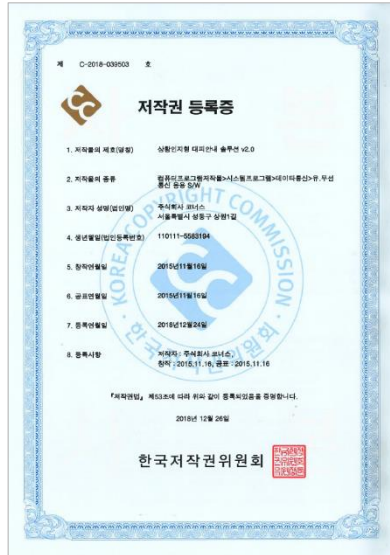 제 C-2018-039503 호
저작권 등록증
1. 저작물의 제호(명칭) 상황인지형 대피안내 솔루션 v2.0
2. 저작물의 종류 컴퓨터프로그램저작물>시스템프로그램>데이타통신>유.무선
통신 응용 S/W
3. 저작자 성명(법인명) 주식회사 코너스
서울특별시 성동구 상원1길
4. 생년월일(법인등록번호) 110111-5583194
5. 창작연월일 2015년11월16일
6. 공표연월일 2015년11월16일
7. 등록연월일 2018년12월24일
8. 등록사항 저작자 : 주식회사 코너스,
창작 : 2015.11.16, 공표 : 2015.11.16
『저작권법』 제53조에 따라 위와 같이 등록되었음을 증명합니다.
2018년 12월 26일
한국저작권위원회
KOREA COPYRIGHT COMMISSION
한국저작권위원회